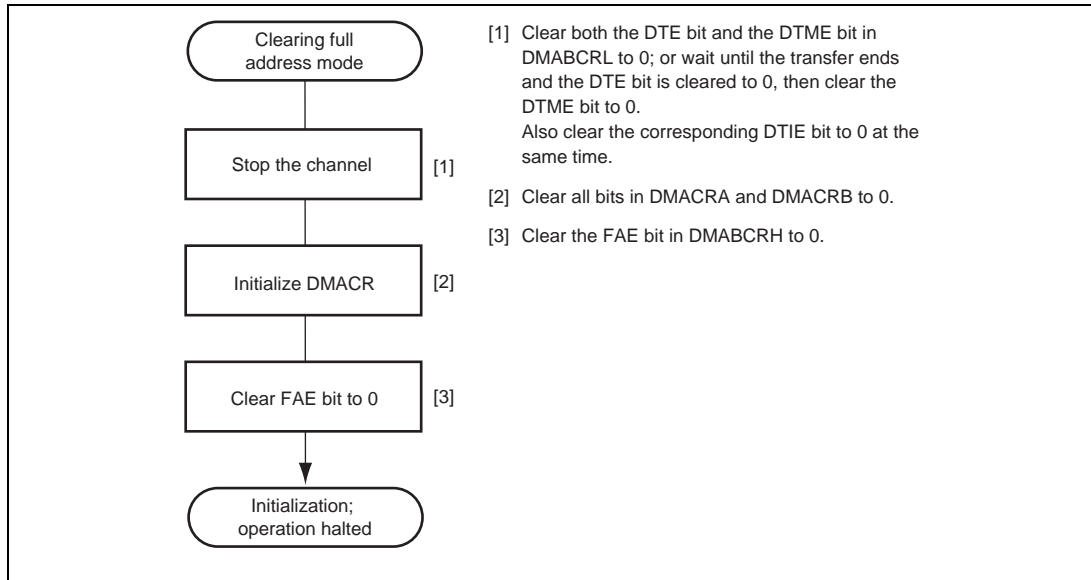 Clearing full
address mode
Stop the channel
[1]
Initialize DMACR
[2]
Clear FAE bit to 0
[3]
Initialization;
operation halted
[1] Clear both the DTE bit and the DTME bit in
DMABCRL to 0; or wait until the transfer ends
and the DTE bit is cleared to 0, then clear the
DTME bit to 0.
Also clear the corresponding DTIE bit to 0 at the
same time.
[2] Clear all bits in DMACRA and DMACRB to 0.
[3] Clear the FAE bit in DMABCRH to 0.